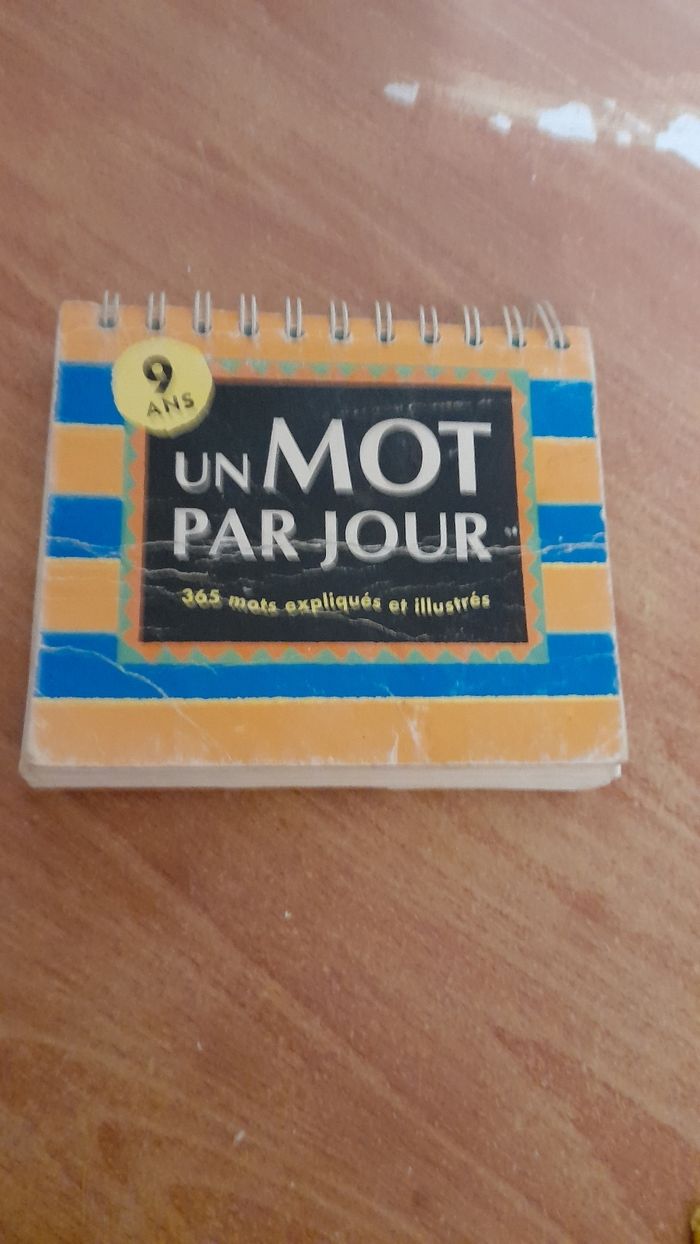 9
ANS
UN MOT
PAR JOUR
365 mots expliqués et illustrés